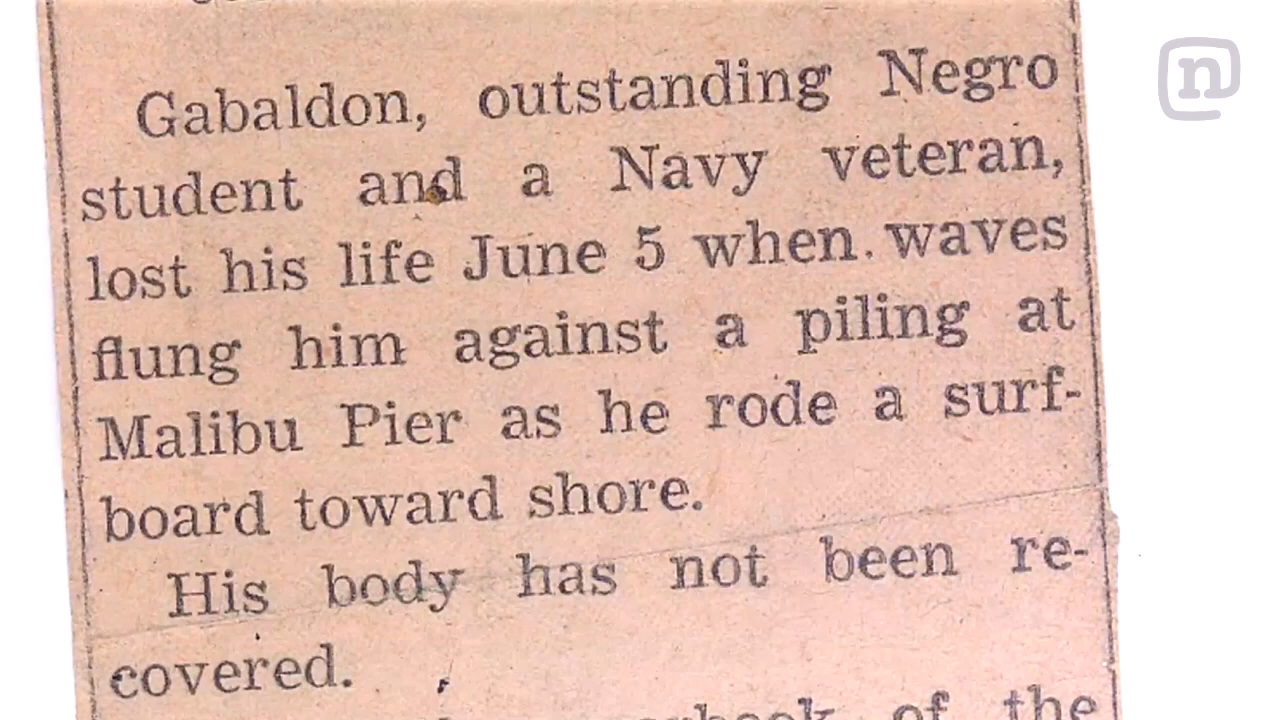 Gabaldon, outstanding Negro
student and a Navy veteran,
lost his life June 5 when waves
flung him against a piling at
Malibu Pier as he rode a surf-
board toward shore.
His body has not been re-
covered.
of the
n